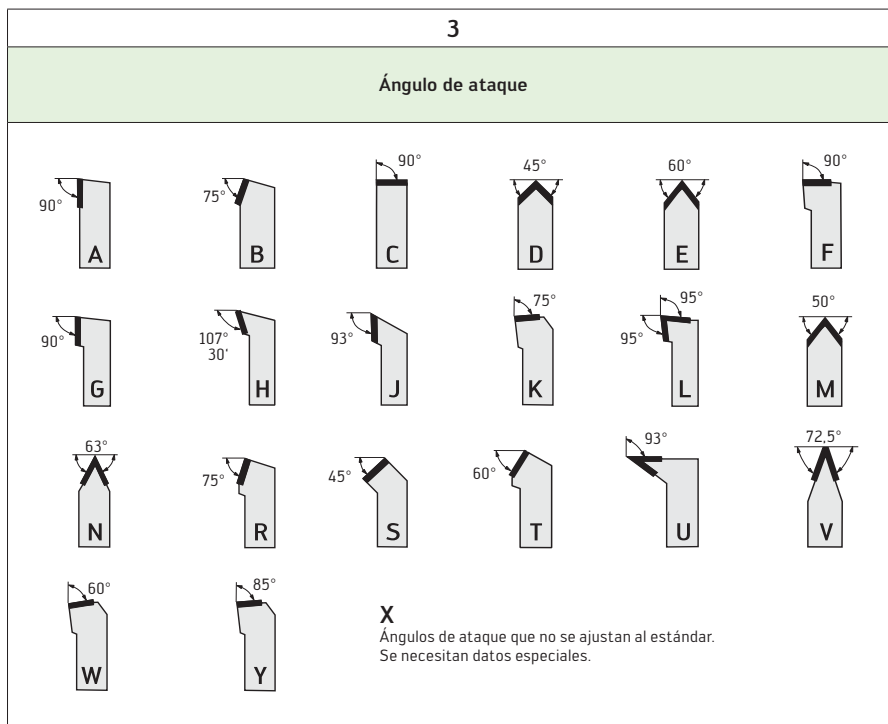 3
Ángulo de ataque
90°
A
75°
B
90°
C
45°
D
60°
E
90°
F
90°
G
107°
30'
H
93°
J
75°
K
95°
95°
L
50°
M
63°
N
75°
R
45°
S
60°
T
93°
U
72,5°
V
60°
W
85°
Y
X
Ángulos de ataque que no se ajustan al estándar.
Se necesitan datos especiales.